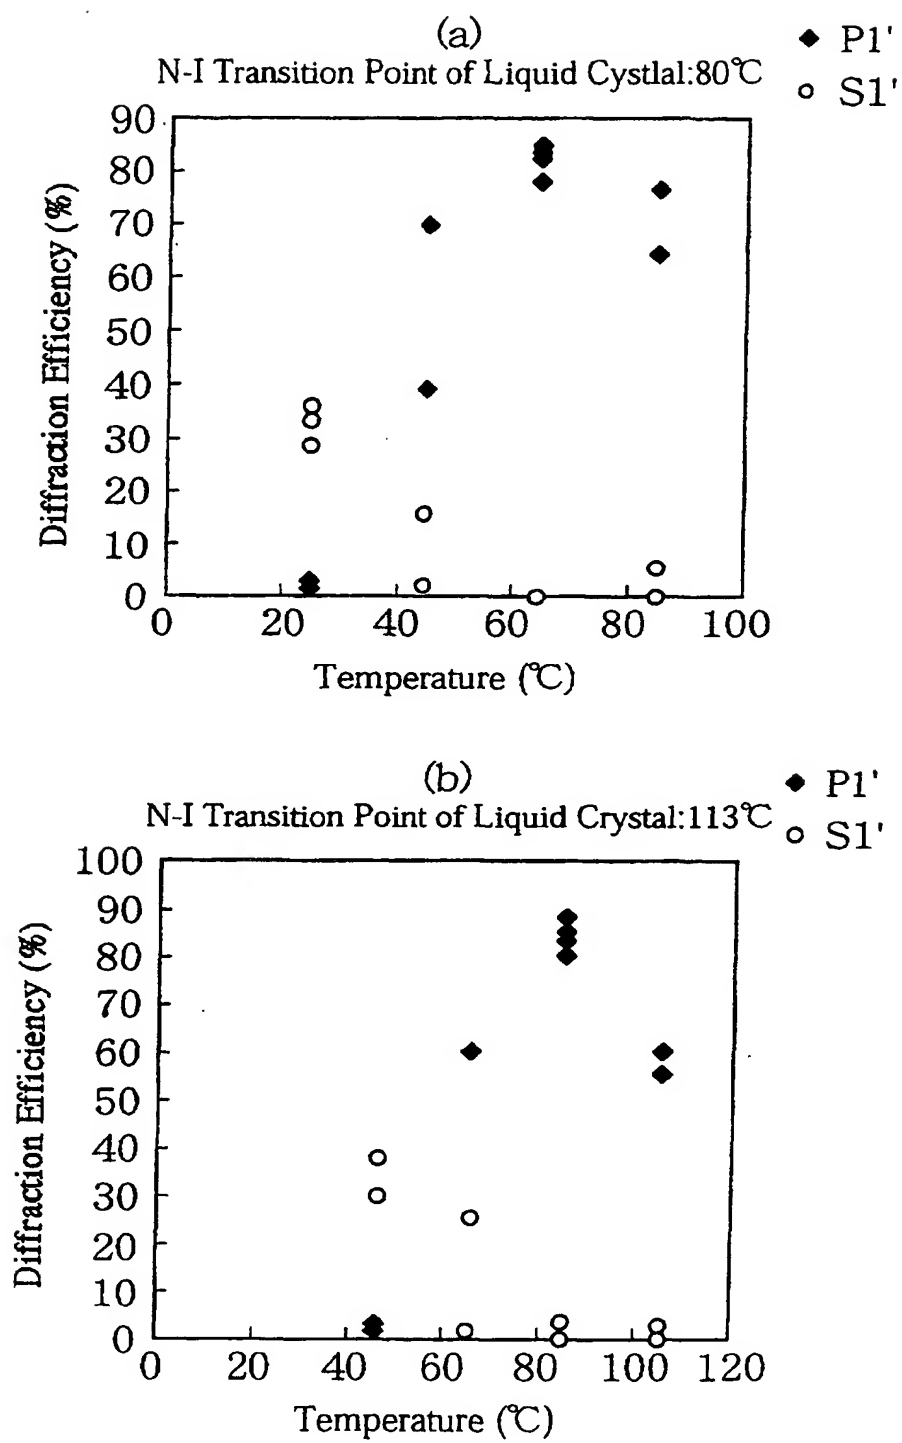 (a)
N-I Transition Point of Liquid Cystlal:80℃
P1'
S1'
Diffraction Efficiency (%)
90
80
70
60
50
40
30
20
10
0
0 20 40 60 80 100
Temperature (℃)
(b)
N-I Transition Point of Liquid Crystal:113℃
P1'
S1'
Diffraction Efficiency (%)
100
90
80
70
60
50
40
30
20
10
0
0 20 40 60 80 100 120
Temperature (℃)